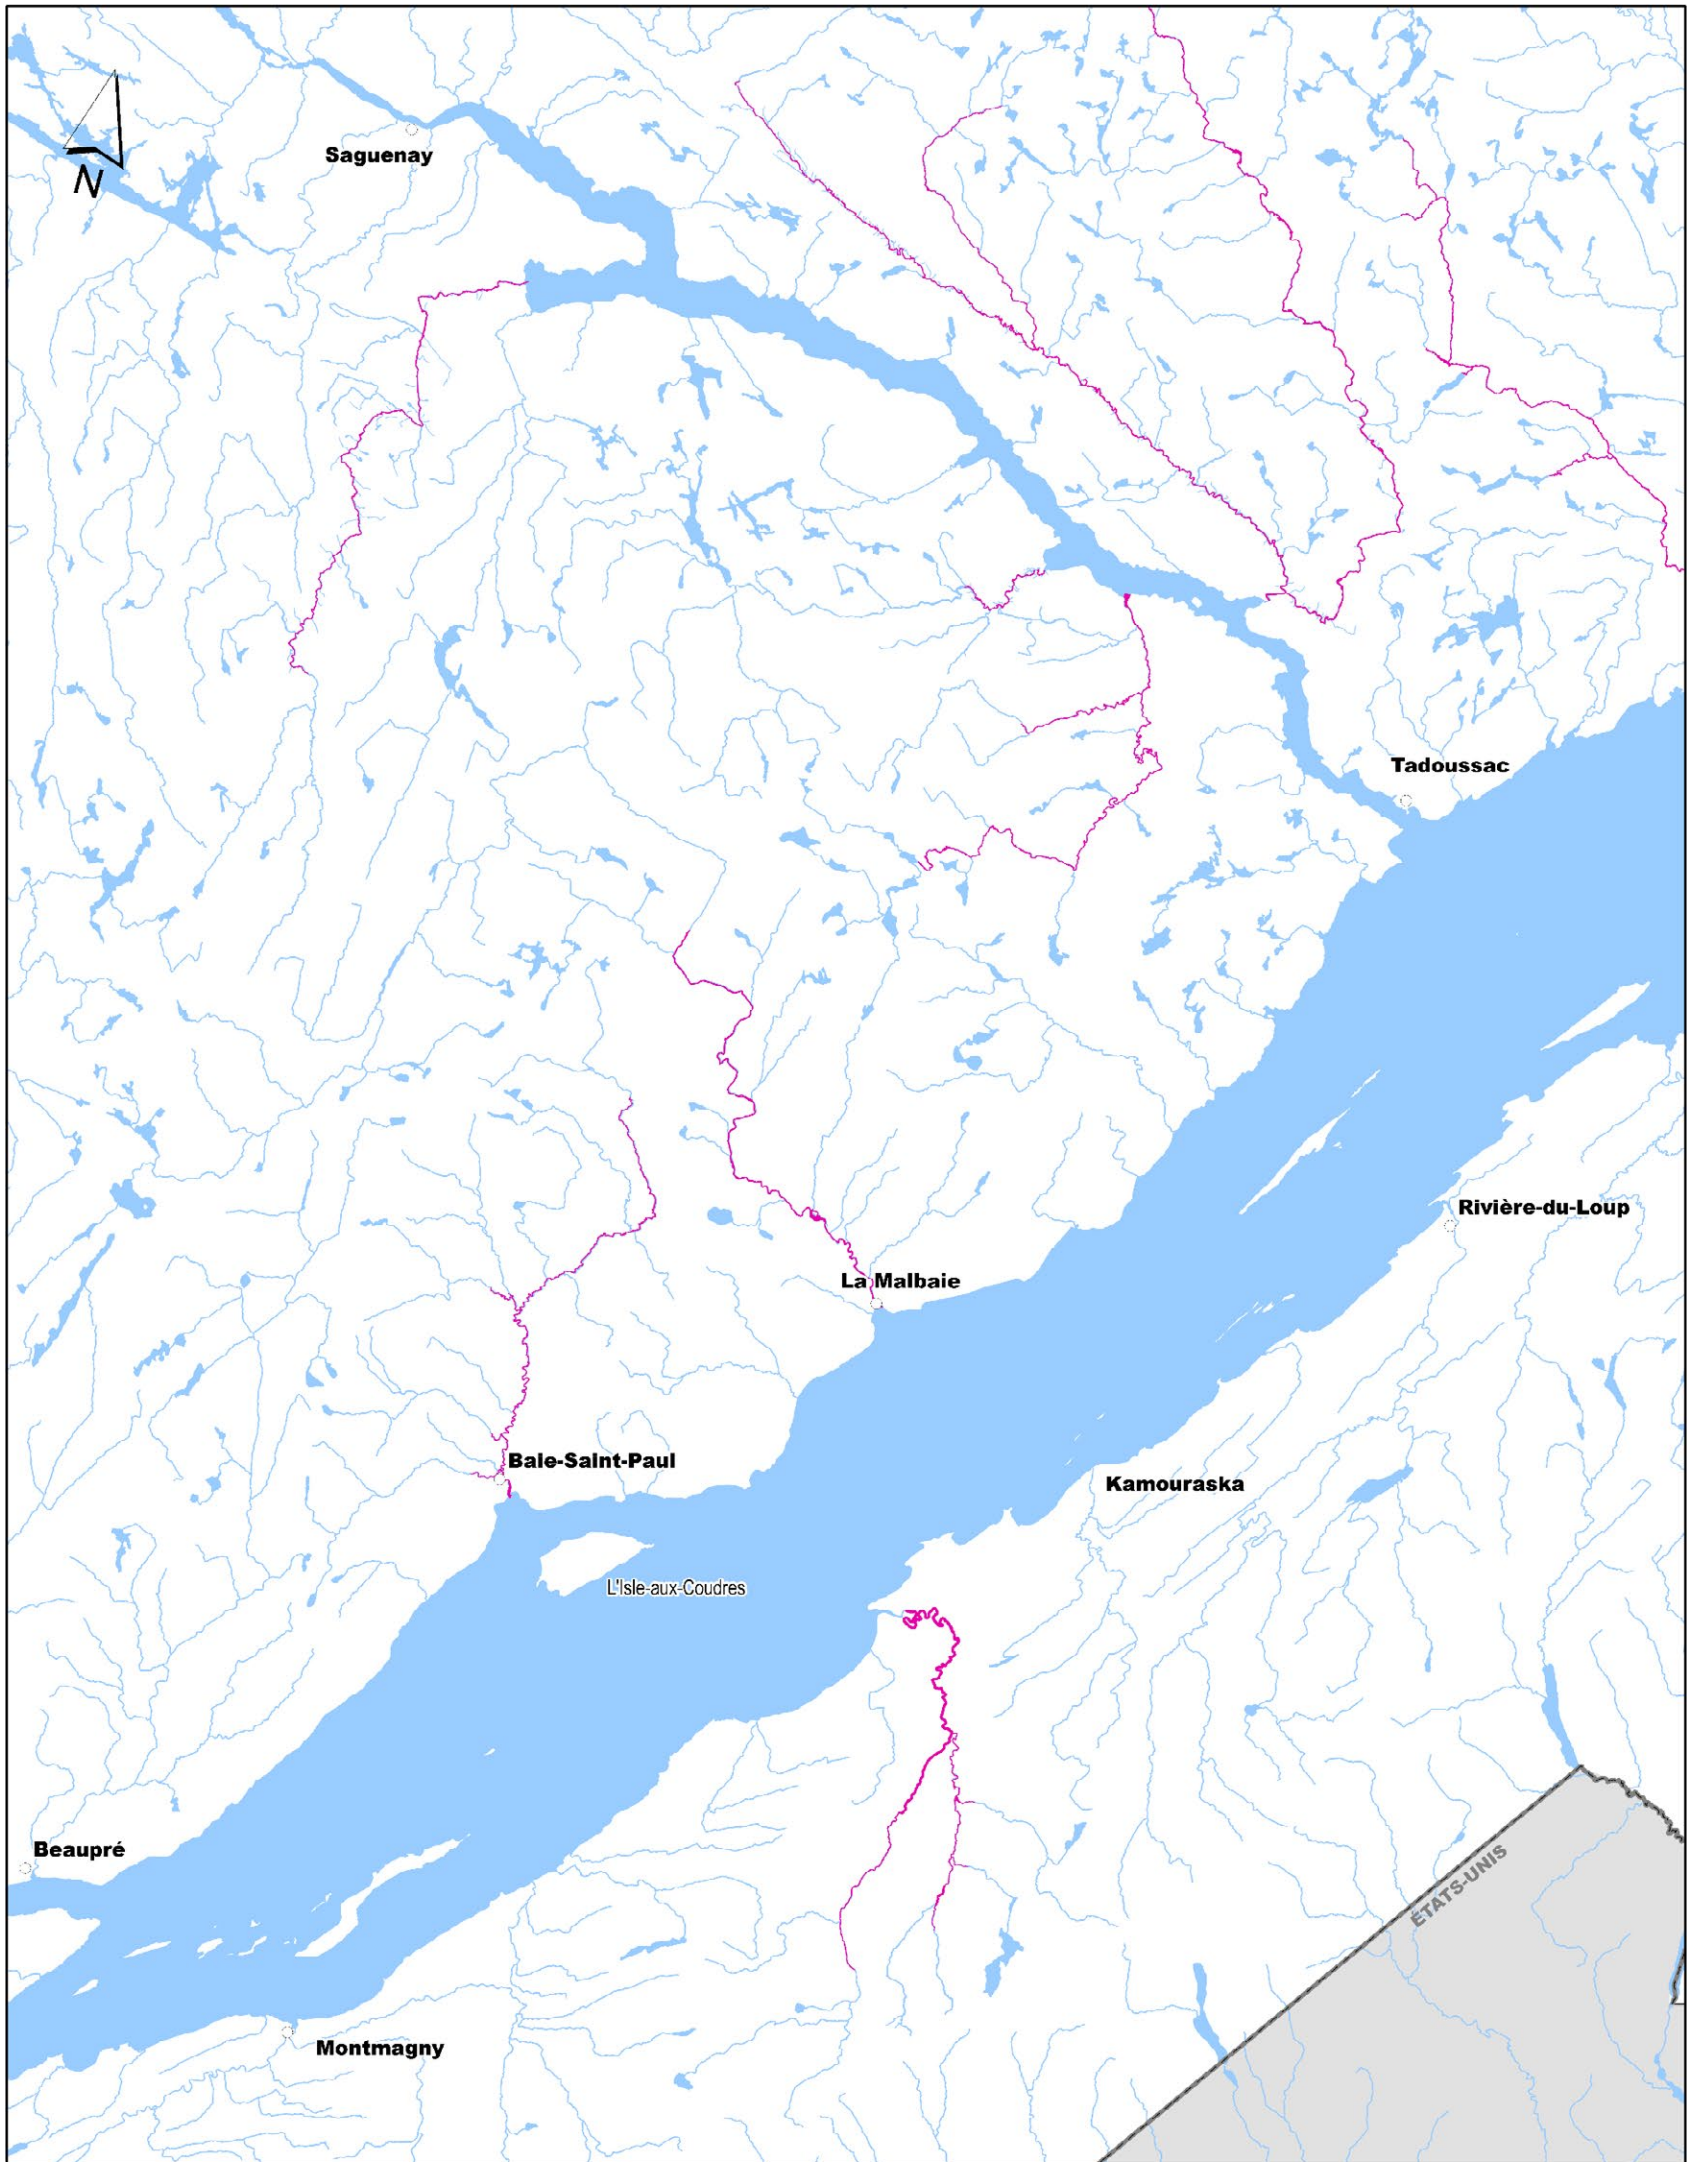 N
Saguenay
Tadoussac
Rivière-du-Loup
La Malbaie
Baie-Saint-Paul
Kamouraska
L'Isle-aux-Coudres
Beaupré
ÉTATS-UNIS
Montmagny